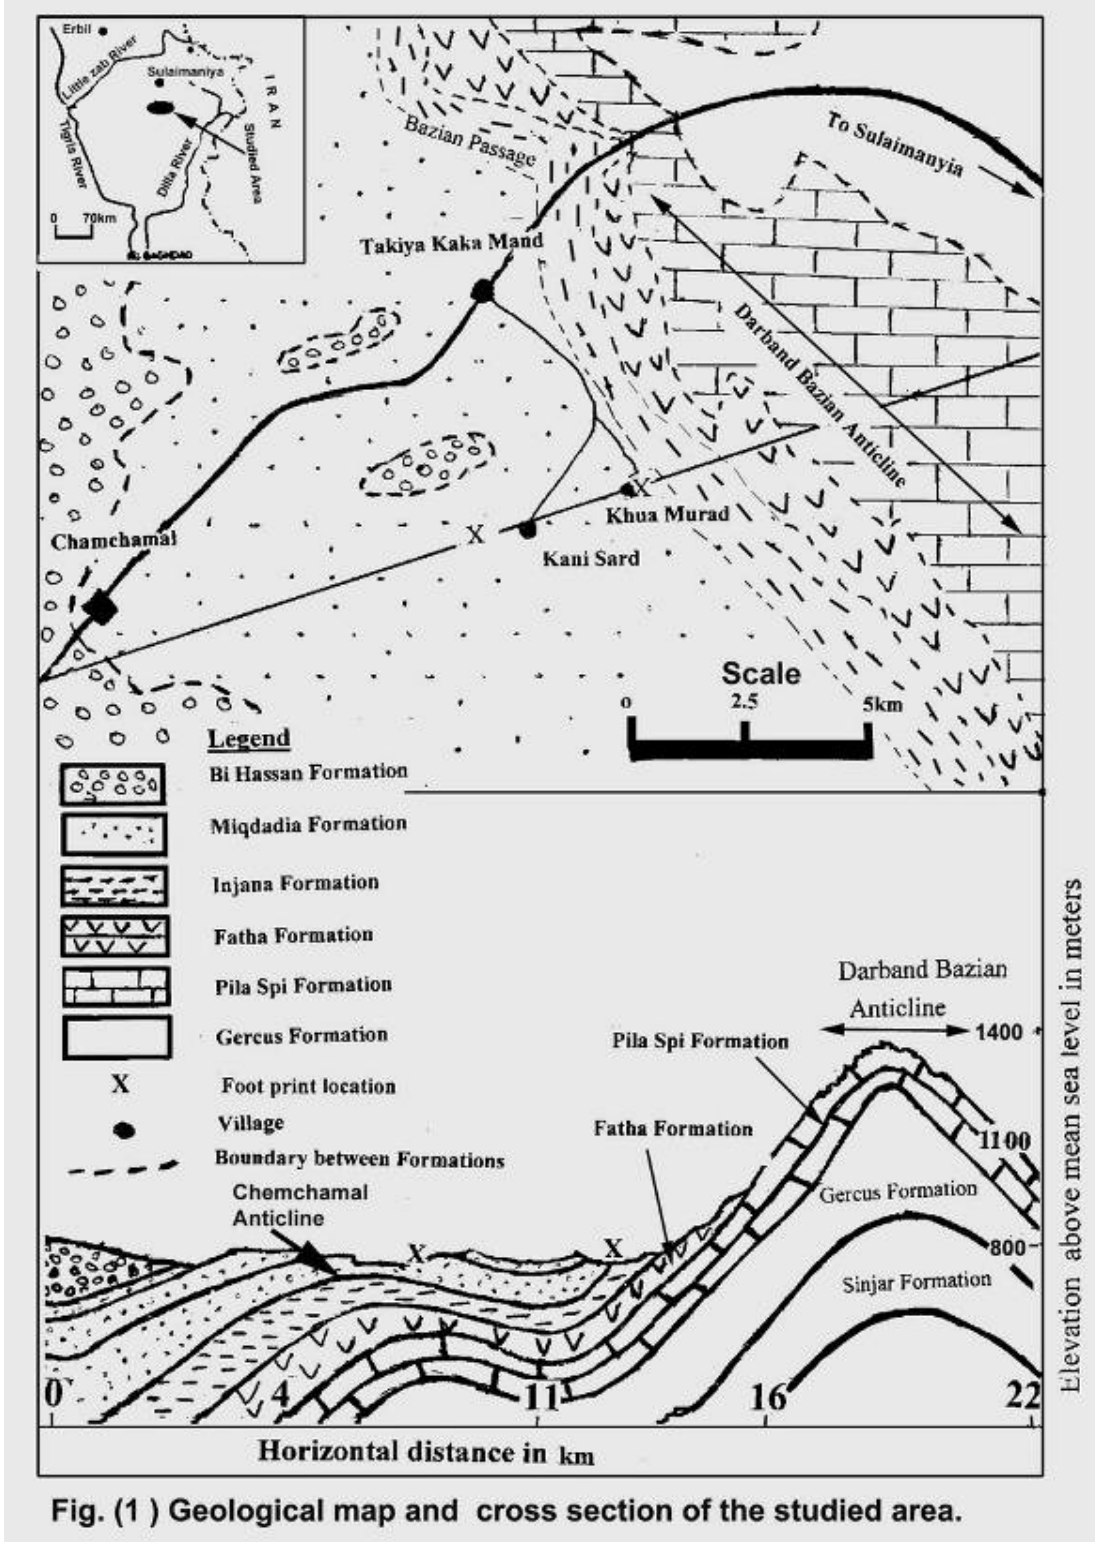 Erbil
Little zab River
Sulaimaniya
I R A N
Tigris River
Dilla River
Studied Area
0 70km
BAGHDAD
Bazian Passage
To Sulaimanyia
Takiya Kaka Mand
Darband Bazian Anticline
X
X
Khua Murad
Chamchamal
Kani Sard
Scale
0 2.5 5km
Legend
Bi Hassan Formation
Miqdadia Formation
Injana Formation
Fatha Formation
Pila Spi Formation
Gercus Formation
X Foot print location
Village
Boundary between Formations
Chemchamal
Anticline
Darband Bazian
Anticline
1400
Pila Spi Formation
Fatha Formation
1100
Gercus Formation
X
X
800
Sinjar Formation
0 4 11 16 22
Horizontal distance in km
Elevation above mean sea level in meters
Fig. (1 ) Geological map and cross section of the studied area.